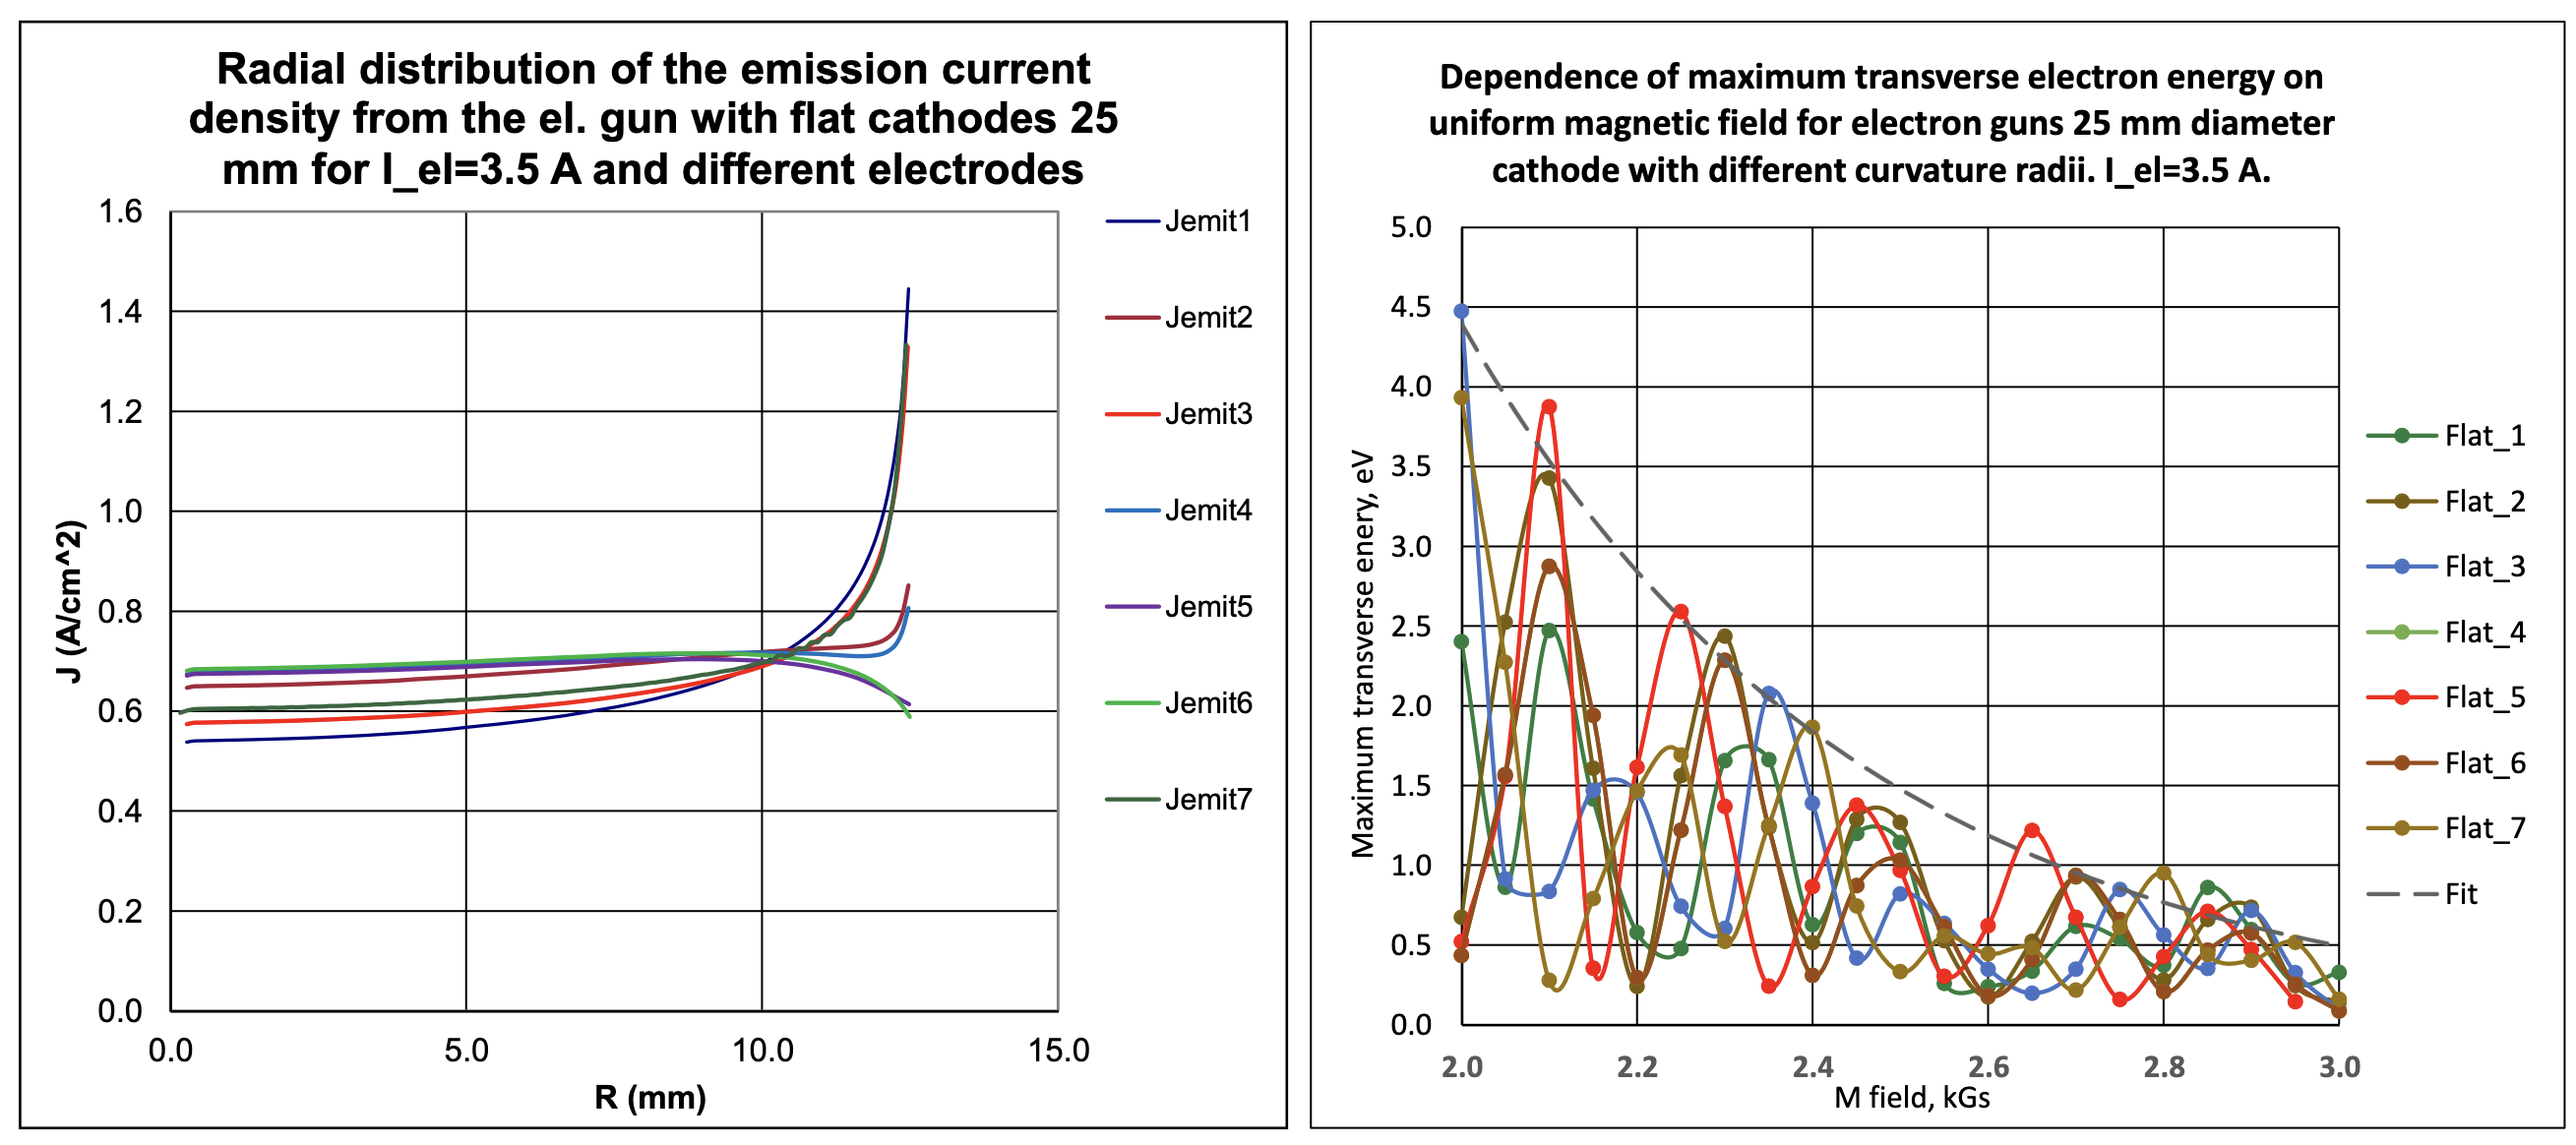 Radial distribution of the emission current
density from the el. gun with flat cathodes 25
mm for I_el=3.5 A and different electrodes
1.6
1.4
1.2
1.0
0.8
0.6
0.4
0.2
0.0
J (A/cm^2)
0.0 5.0 10.0 15.0
R (mm)
Jemit1
Jemit2
Jemit3
Jemit4
Jemit5
Jemit6
Jemit7
Dependence of maximum transverse electron energy on
uniform magnetic field for electron guns 25 mm diameter
cathode with different curvature radii. I_el=3.5 A.
5.0
4.5
4.0
3.5
3.0
2.5
2.0
1.5
1.0
0.5
0.0
Maximum transverse energy, eV
2.0 2.2 2.4 2.6 2.8 3.0
M field, kGs
Flat_1
Flat_2
Flat_3
Flat_4
Flat_5
Flat_6
Flat_7
Fit